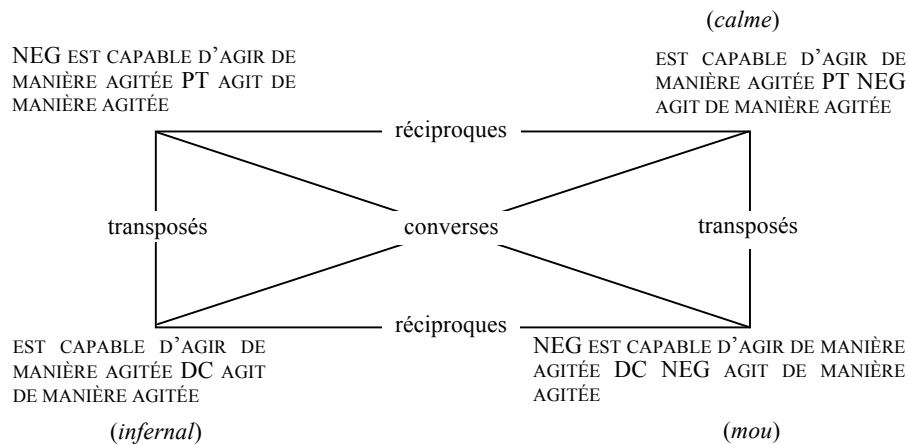 (calme)
NEG EST CAPABLE D’AGIR DE
MANIÈRE AGITÉE PT AGIT DE
MANIÈRE AGITÉE
EST CAPABLE D’AGIR DE
MANIÈRE AGITÉE PT NEG
AGIT DE MANIÈRE AGITÉE
réciproques
transposés
converses
transposés
réciproques
EST CAPABLE D’AGIR DE
MANIÈRE AGITÉE DC AGIT
DE MANIÈRE AGITÉE
(infernal)
NEG EST CAPABLE D’AGIR DE MANIÈRE
AGITÉE DC NEG AGIT DE MANIÈRE
AGITÉE
(mou)